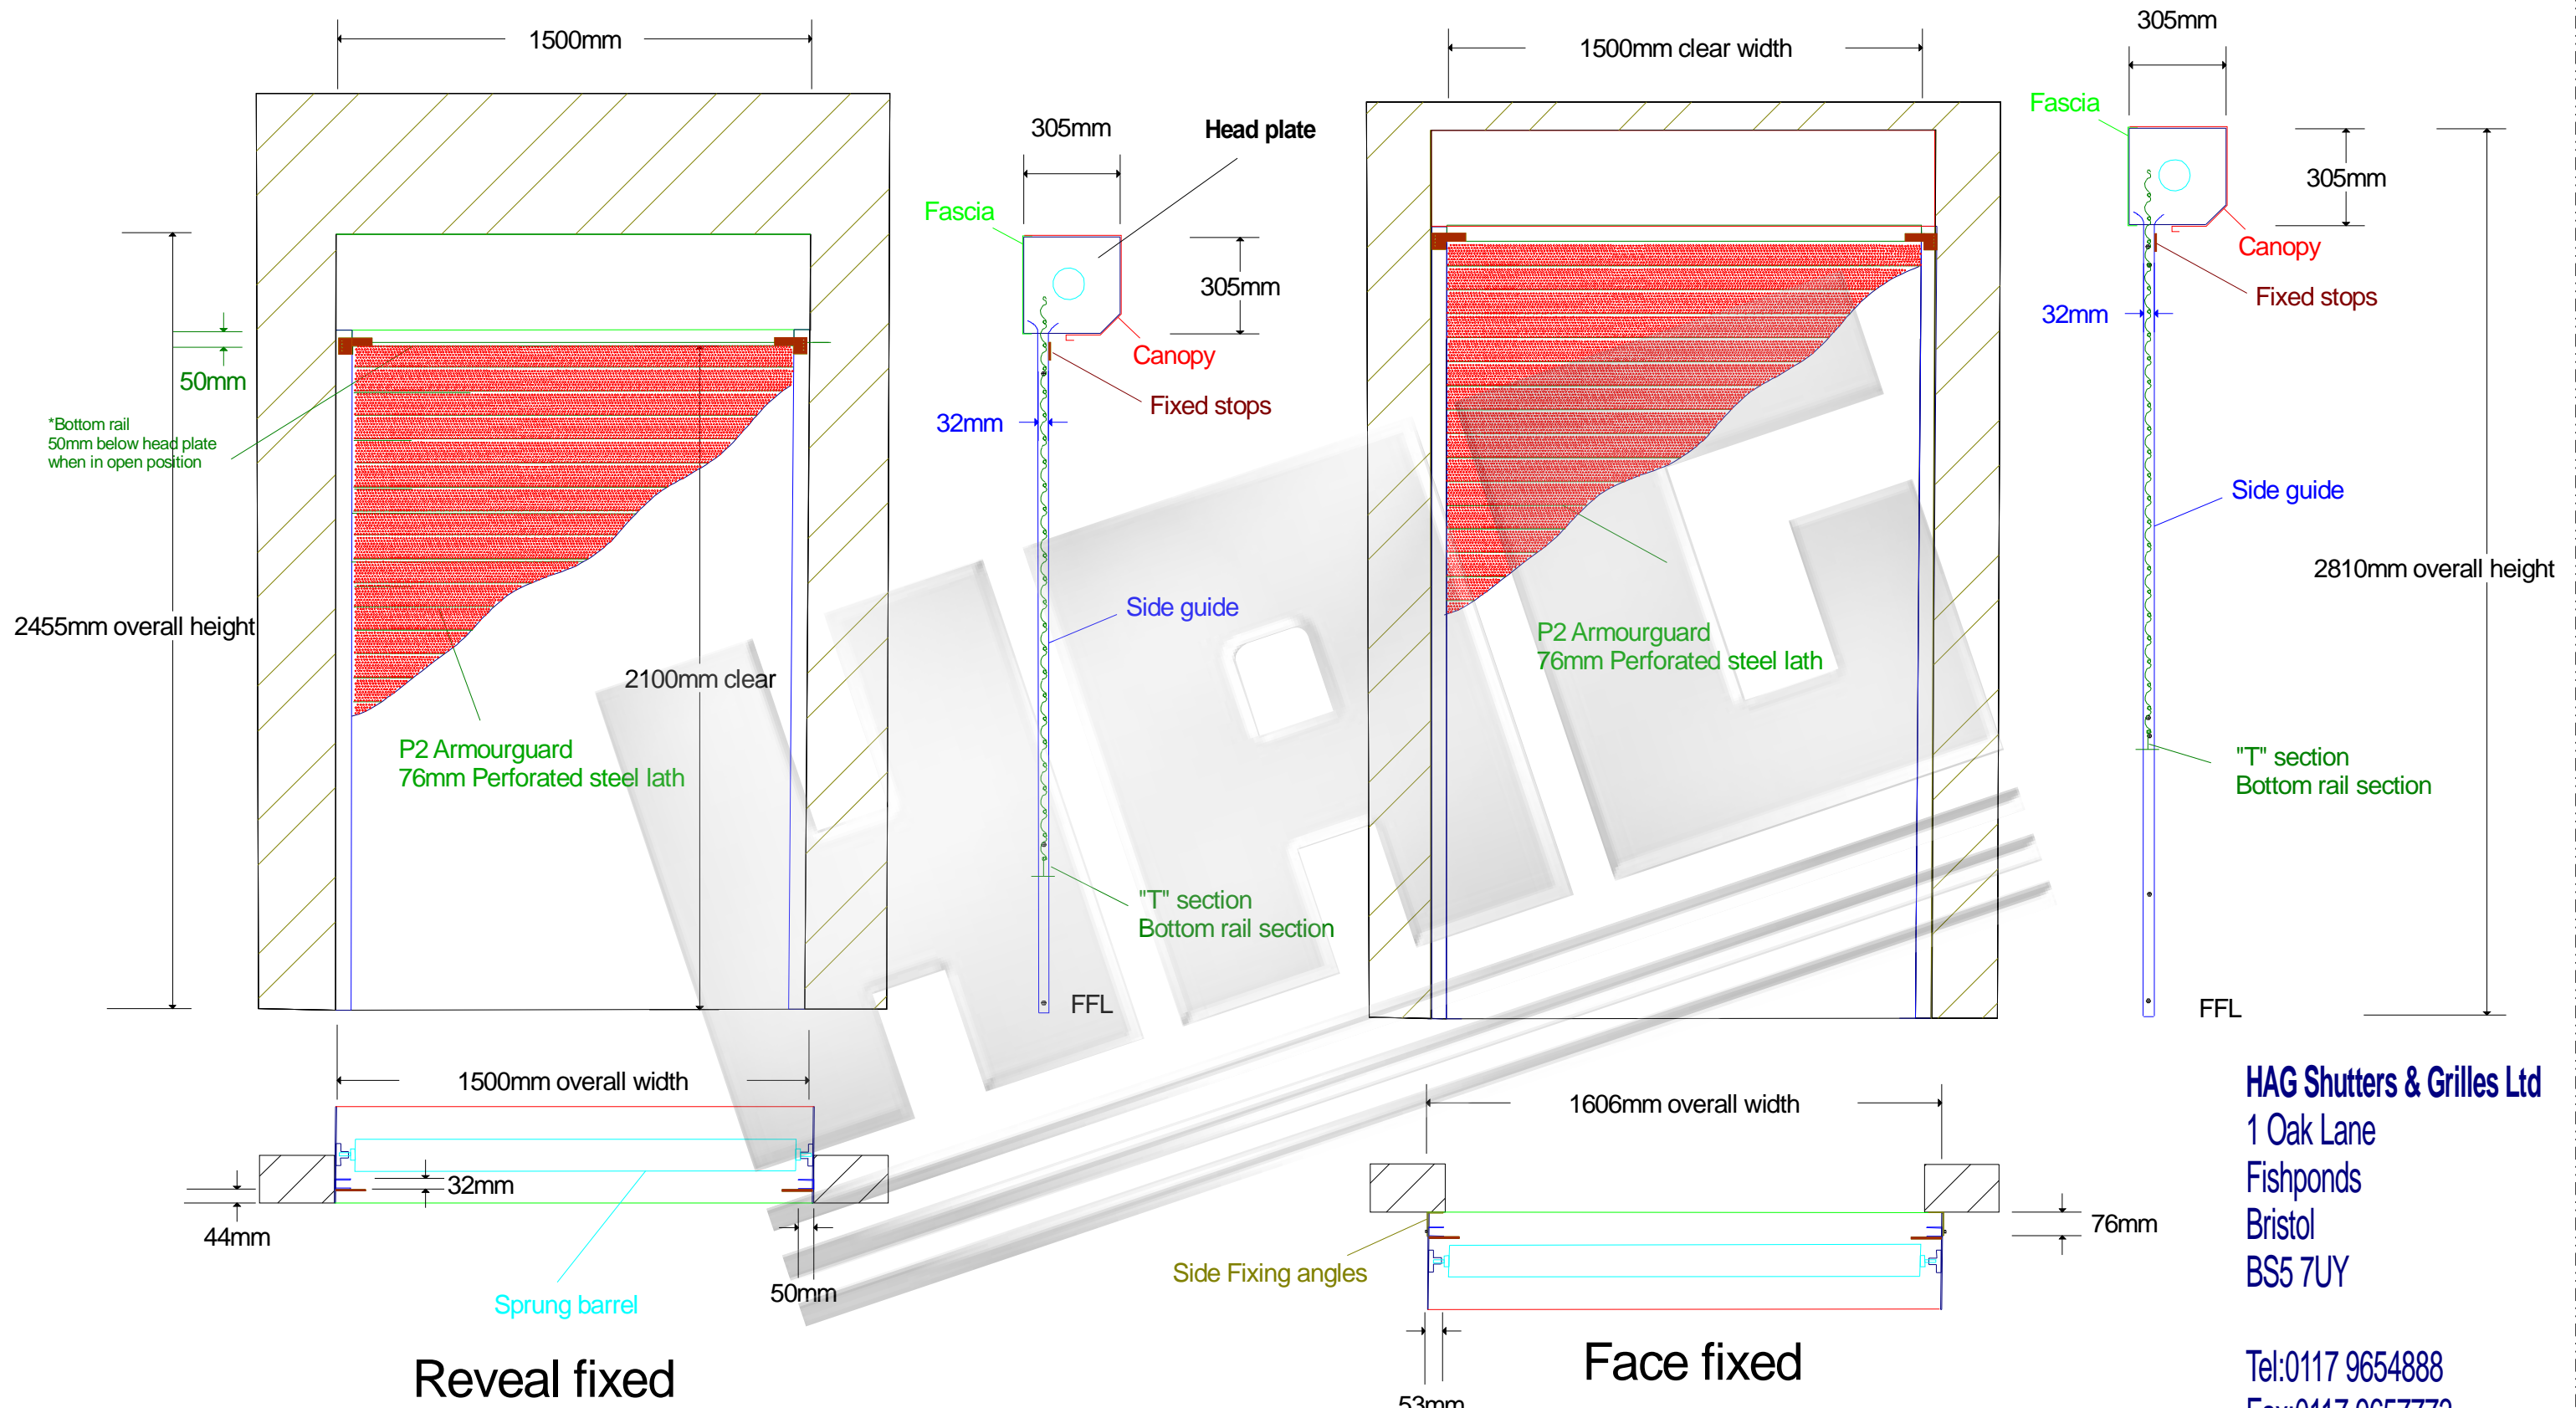 1500mm
1500mm clear width
305mm
305mm
Head plate
Fascia
Fascia
305mm
305mm
Canopy
Canopy
Fixed stops
Fixed stops
50mm
32mm
32mm
*Bottom rail
50mm below head plate
when in open position
Side guide
Side guide
2455mm overall height
2100mm clear
2810mm overall height
P2 Armourguard
76mm Perforated steel lath
P2 Armourguard
76mm Perforated steel lath
"T" section
Bottom rail section
"T" section
Bottom rail section
FFL
FFL
HAG
1500mm overall width
1606mm overall width
32mm
44mm
50mm
Sprung barrel
Side Fixing angles
76mm
53mm
Reveal fixed
Face fixed
HAG Shutters & Grilles Ltd
1 Oak Lane
Fishponds
Bristol
BS5 7UY
Tel:0117 9654888
Fax:0117 9657773